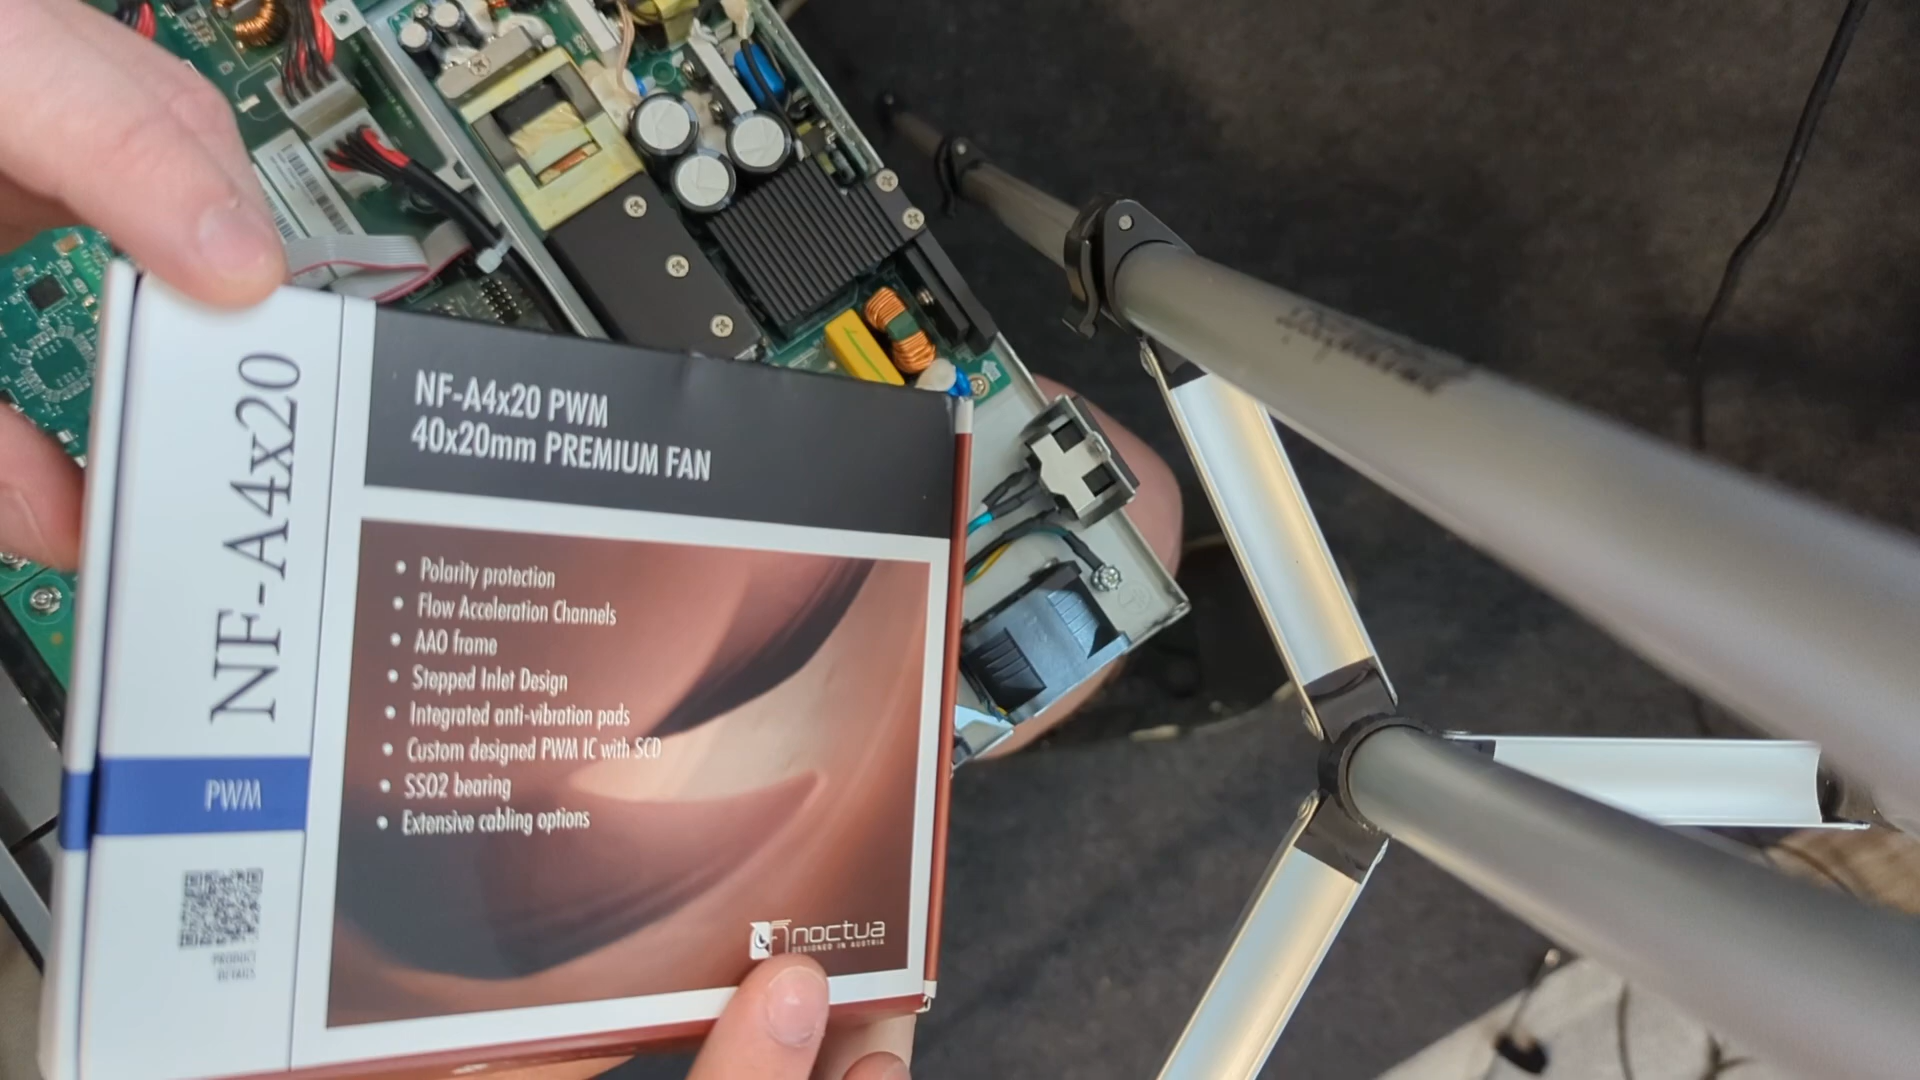 NF-A4x20
PWM
PRODUCT
DETAILS
NF-A4x20 PWM
40x20mm PREMIUM FAN
• Polarity protection
• Flow Acceleration Channels
• AAO frame
• Stepped Inlet Design
• Integrated anti-vibration pads
• Custom designed PWM IC with SCD
• SSO2 bearing
• Extensive cabling options
noctua
DESIGNED IN AUSTRIA